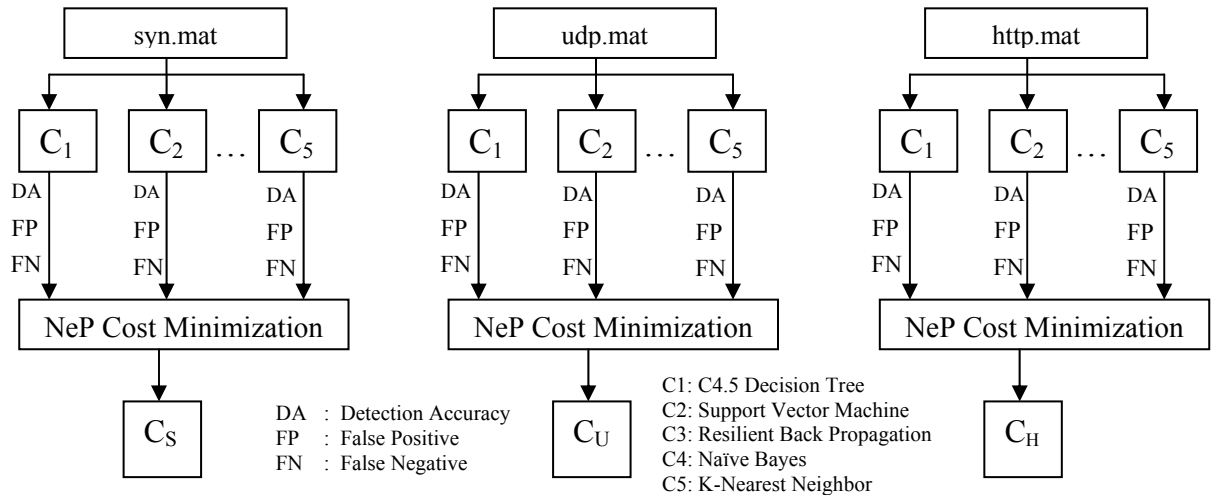 syn.mat
udp.mat
http.mat
C1 C2 … C5
C1 C2 … C5
C1 C2 … C5
DA DA DA
FP FP FP
FN FN FN
DA DA DA
FP FP FP
FN FN FN
DA DA DA
FP FP FP
FN FN FN
NeP Cost Minimization
NeP Cost Minimization
NeP Cost Minimization
CS
CU
CH
DA : Detection Accuracy
FP : False Positive
FN : False Negative
C1: C4.5 Decision Tree
C2: Support Vector Machine
C3: Resilient Back Propagation
C4: Naïve Bayes
C5: K-Nearest Neighbor